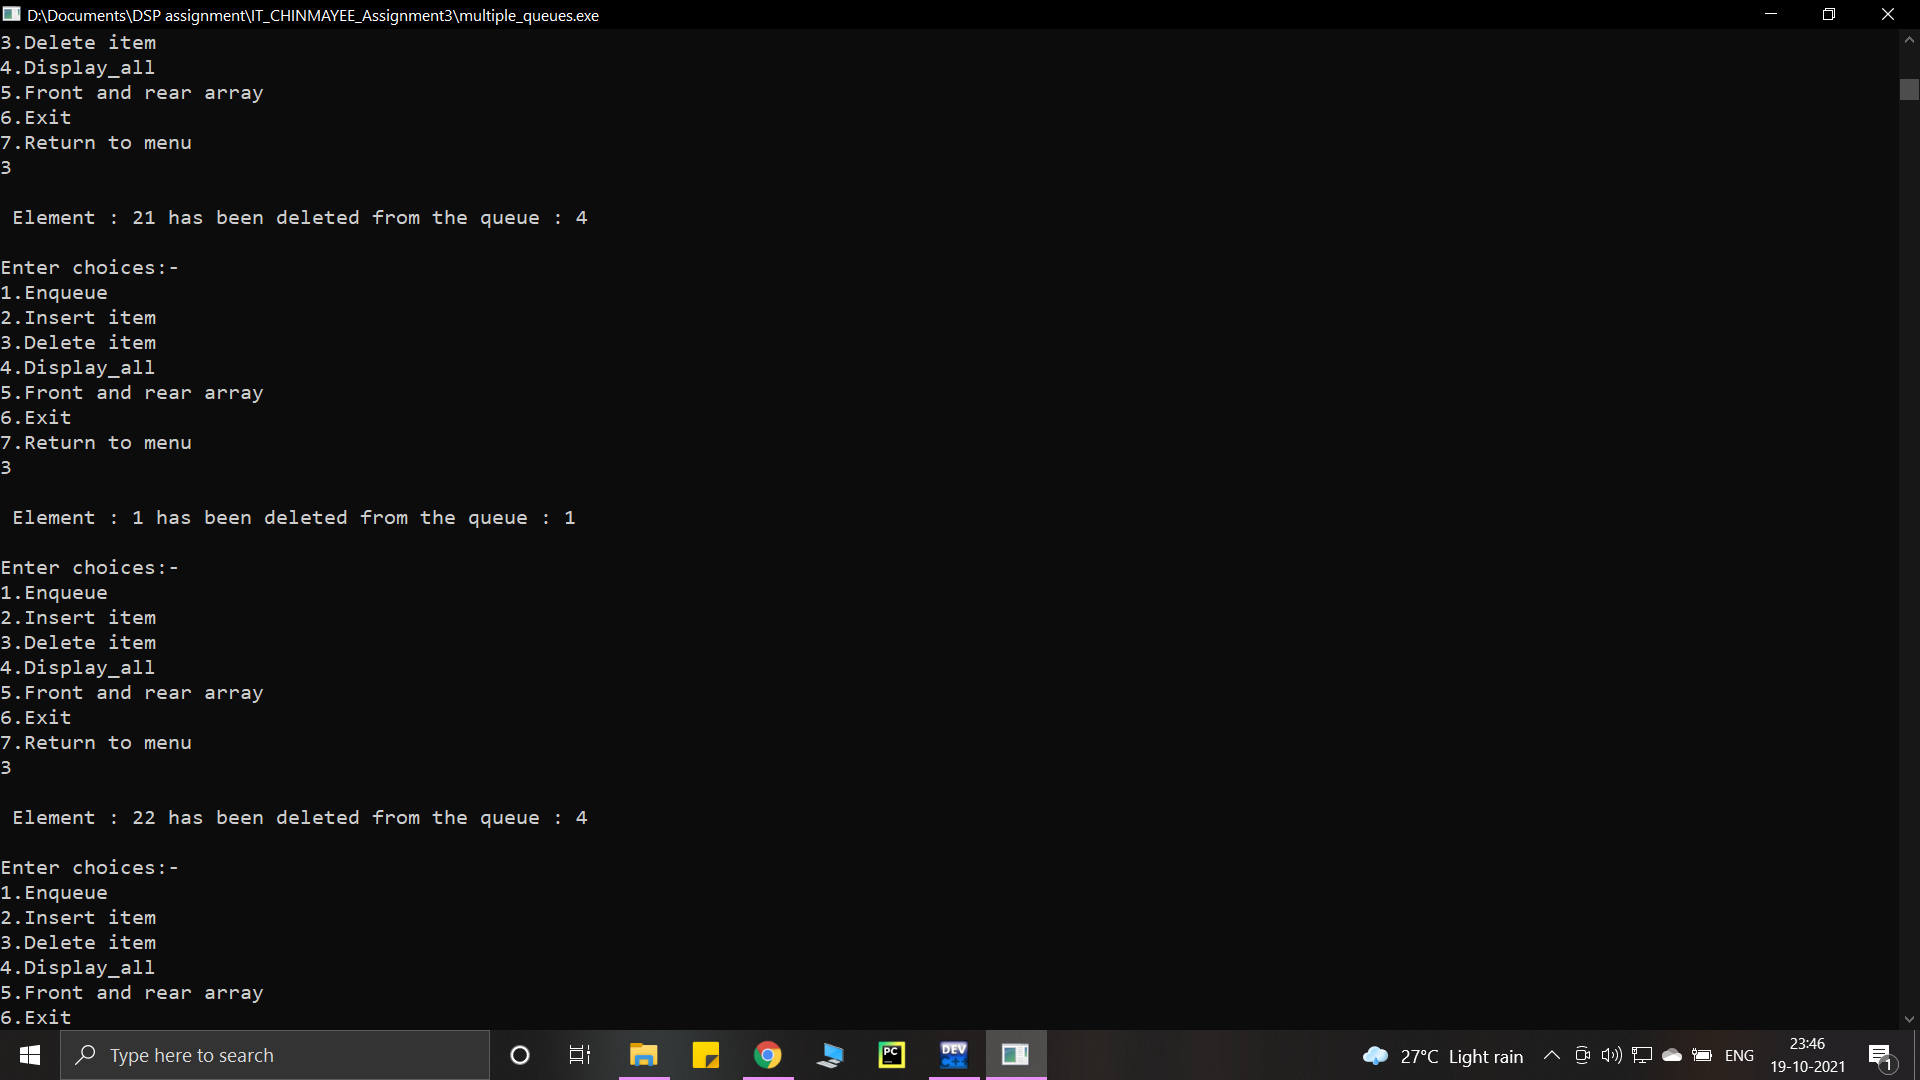 D:\Documents\DSP assignment\IT_CHINMAYEE_Assignment3\multiple_queues.exe
3.Delete item
4.Display_all
5.Front and rear array
6.Exit
7.Return to menu
3
Element : 21 has been deleted from the queue : 4
Enter choices:-
1.Enqueue
2.Insert item
3.Delete item
4.Display_all
5.Front and rear array
6.Exit
7.Return to menu
3
Element : 1 has been deleted from the queue : 1
Enter choices:-
1.Enqueue
2.Insert item
3.Delete item
4.Display_all
5.Front and rear array
6.Exit
7.Return to menu
3
Element : 22 has been deleted from the queue : 4
Enter choices:-
1.Enqueue
2.Insert item
3.Delete item
4.Display_all
5.Front and rear array
6.Exit
Type here to search
PC
DEV
C++
27°C Light rain
ENG
23:46
19-10-2021
1